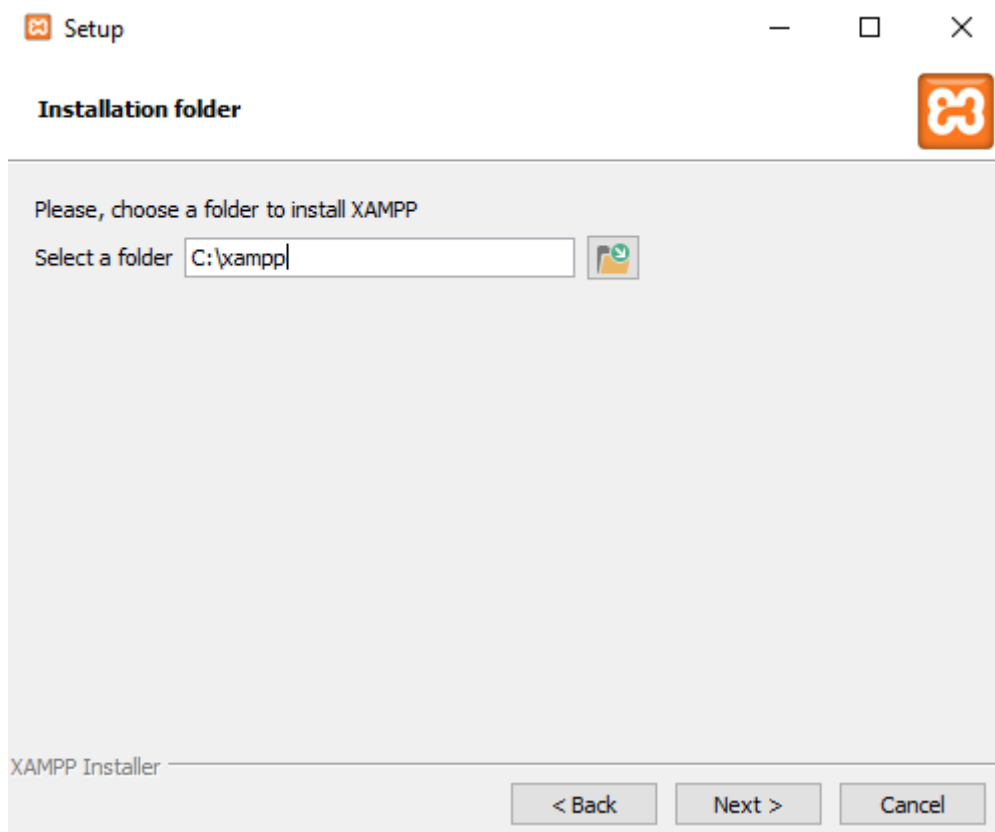 Setup
Installation folder
Please, choose a folder to install XAMPP
Select a folder C:\xampp
XAMPP Installer
< Back Next > Cancel